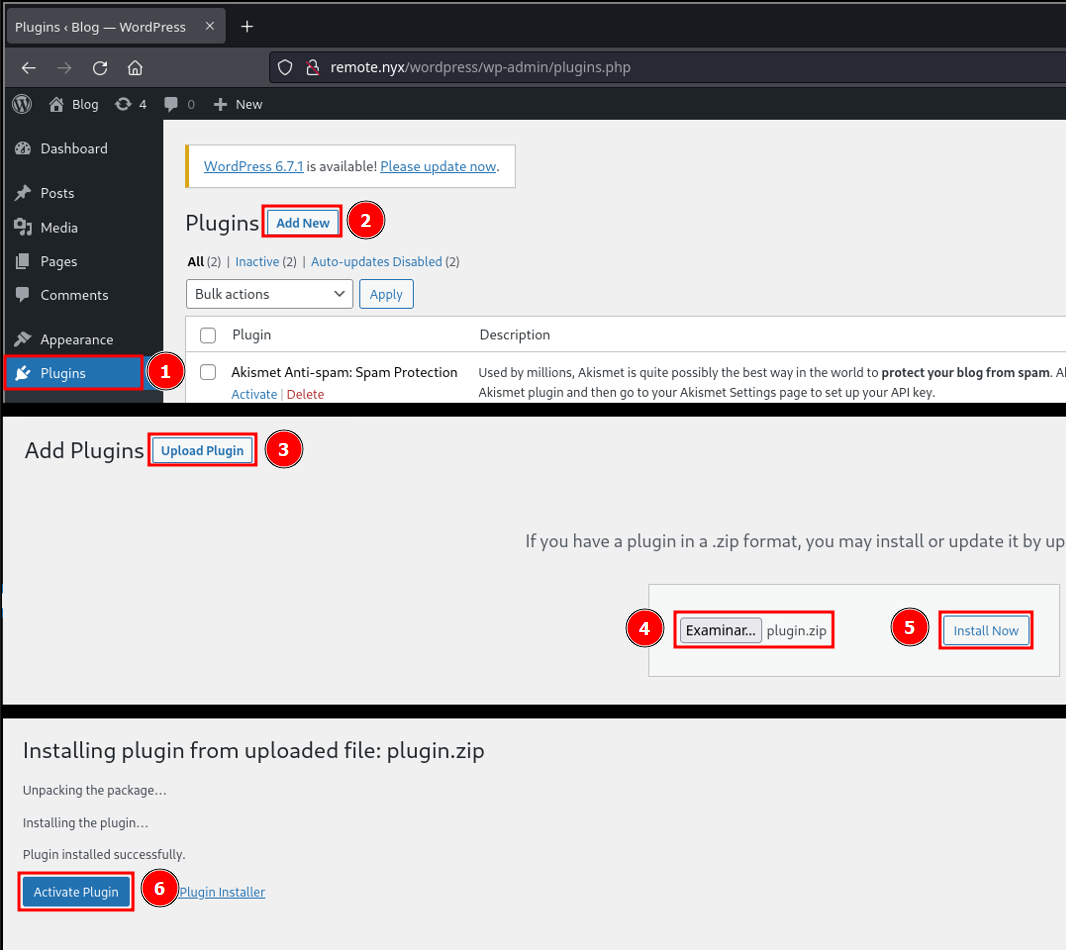 Plugins ‹ Blog — WordPress × +
remote.nyx/wordpress/wp-admin/plugins.php
Blog 4 0 + New
Dashboard
Posts
Media
Pages
Comments
Appearance
Plugins 1
WordPress 6.7.1 is available! Please update now.
Plugins Add New 2
All (2) | Inactive (2) | Auto-updates Disabled (2)
Bulk actions Apply
Plugin Description
Akismet Anti-spam: Spam Protection Used by millions, Akismet is quite possibly the best way in the world to protect your blog from spam.
Activate | Delete Akismet plugin and then go to your Akismet Settings page to set up your API key.
Add Plugins Upload Plugin 3
If you have a plugin in a .zip format, you may install or update it by up
4 Examinar... plugin.zip 5 Install Now
Installing plugin from uploaded file: plugin.zip
Unpacking the package…
Installing the plugin…
Plugin installed successfully.
Activate Plugin 6 Plugin Installer